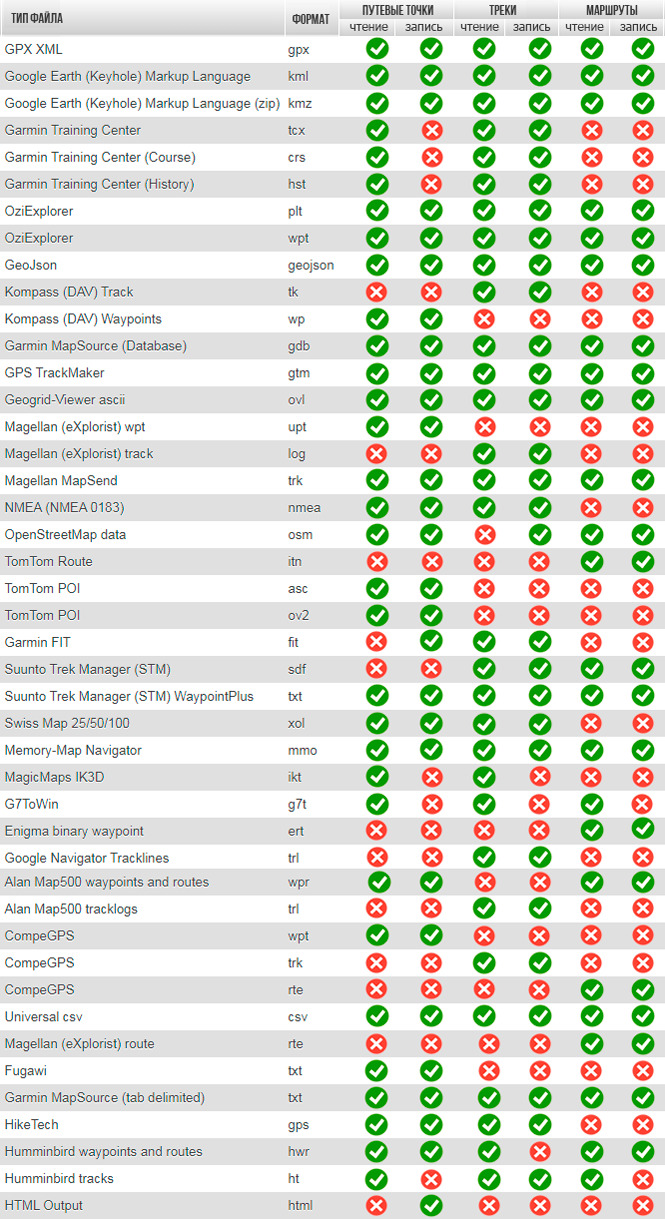 ТИП ФАЙЛА ФОРМАТ ПУТЕВЫЕ ТОЧКИ ТРЕКИ МАРШРУТЫ
чтение запись чтение запись чтение запись
GPX XML gpx
Google Earth (Keyhole) Markup Language kml
Google Earth (Keyhole) Markup Language (zip) kmz
Garmin Training Center tcx
Garmin Training Center (Course) crs
Garmin Training Center (History) hst
OziExplorer plt
OziExplorer wpt
GeoJson geojson
Kompass (DAV) Track tk
Kompass (DAV) Waypoints wp
Garmin MapSource (Database) gdb
GPS TrackMaker gtm
Geogrid-Viewer ascii ovl
Magellan (eXplorist) wpt upt
Magellan (eXplorist) track log
Magellan MapSend trk
NMEA (NMEA 0183) nmea
OpenStreetMap data osm
TomTom Route itn
TomTom POI asc
TomTom POI ov2
Garmin FIT fit
Suunto Trek Manager (STM) sdf
Suunto Trek Manager (STM) WaypointPlus txt
Swiss Map 25/50/100 xol
Memory-Map Navigator mmo
MagicMaps IK3D ikt
G7ToWin g7t
Enigma binary waypoint ert
Google Navigator Tracklines trl
Alan Map500 waypoints and routes wpr
Alan Map500 tracklogs trl
CompeGPS wpt
CompeGPS trk
CompeGPS rte
Universal csv csv
Magellan (eXplorist) route rte
Fugawi txt
Garmin MapSource (tab delimited) txt
HikeTech gps
Humminbird waypoints and routes hwr
Humminbird tracks ht
HTML Output html